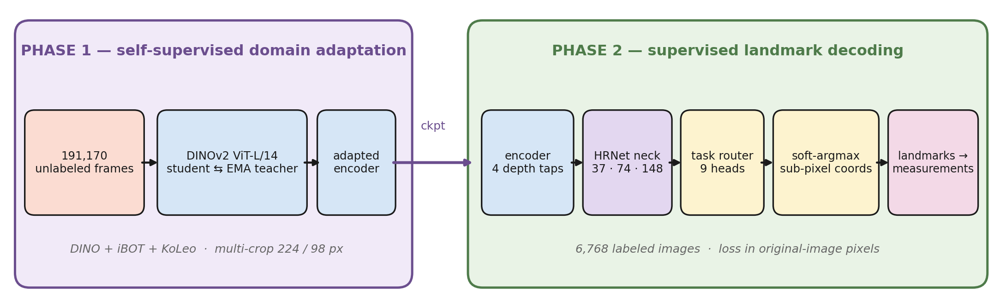 PHASE 1 — self-supervised domain adaptation
191,170
unlabeled frames
DINOv2 ViT-L/14
student ⇆ EMA teacher
adapted
encoder
DINO + iBOT + KoLeo · multi-crop 224 / 98 px
ckpt
PHASE 2 — supervised landmark decoding
encoder
4 depth taps
HRNet neck
37 · 74 · 148
task router
9 heads
soft-argmax
sub-pixel coords
landmarks →
measurements
6,768 labeled images · loss in original-image pixels